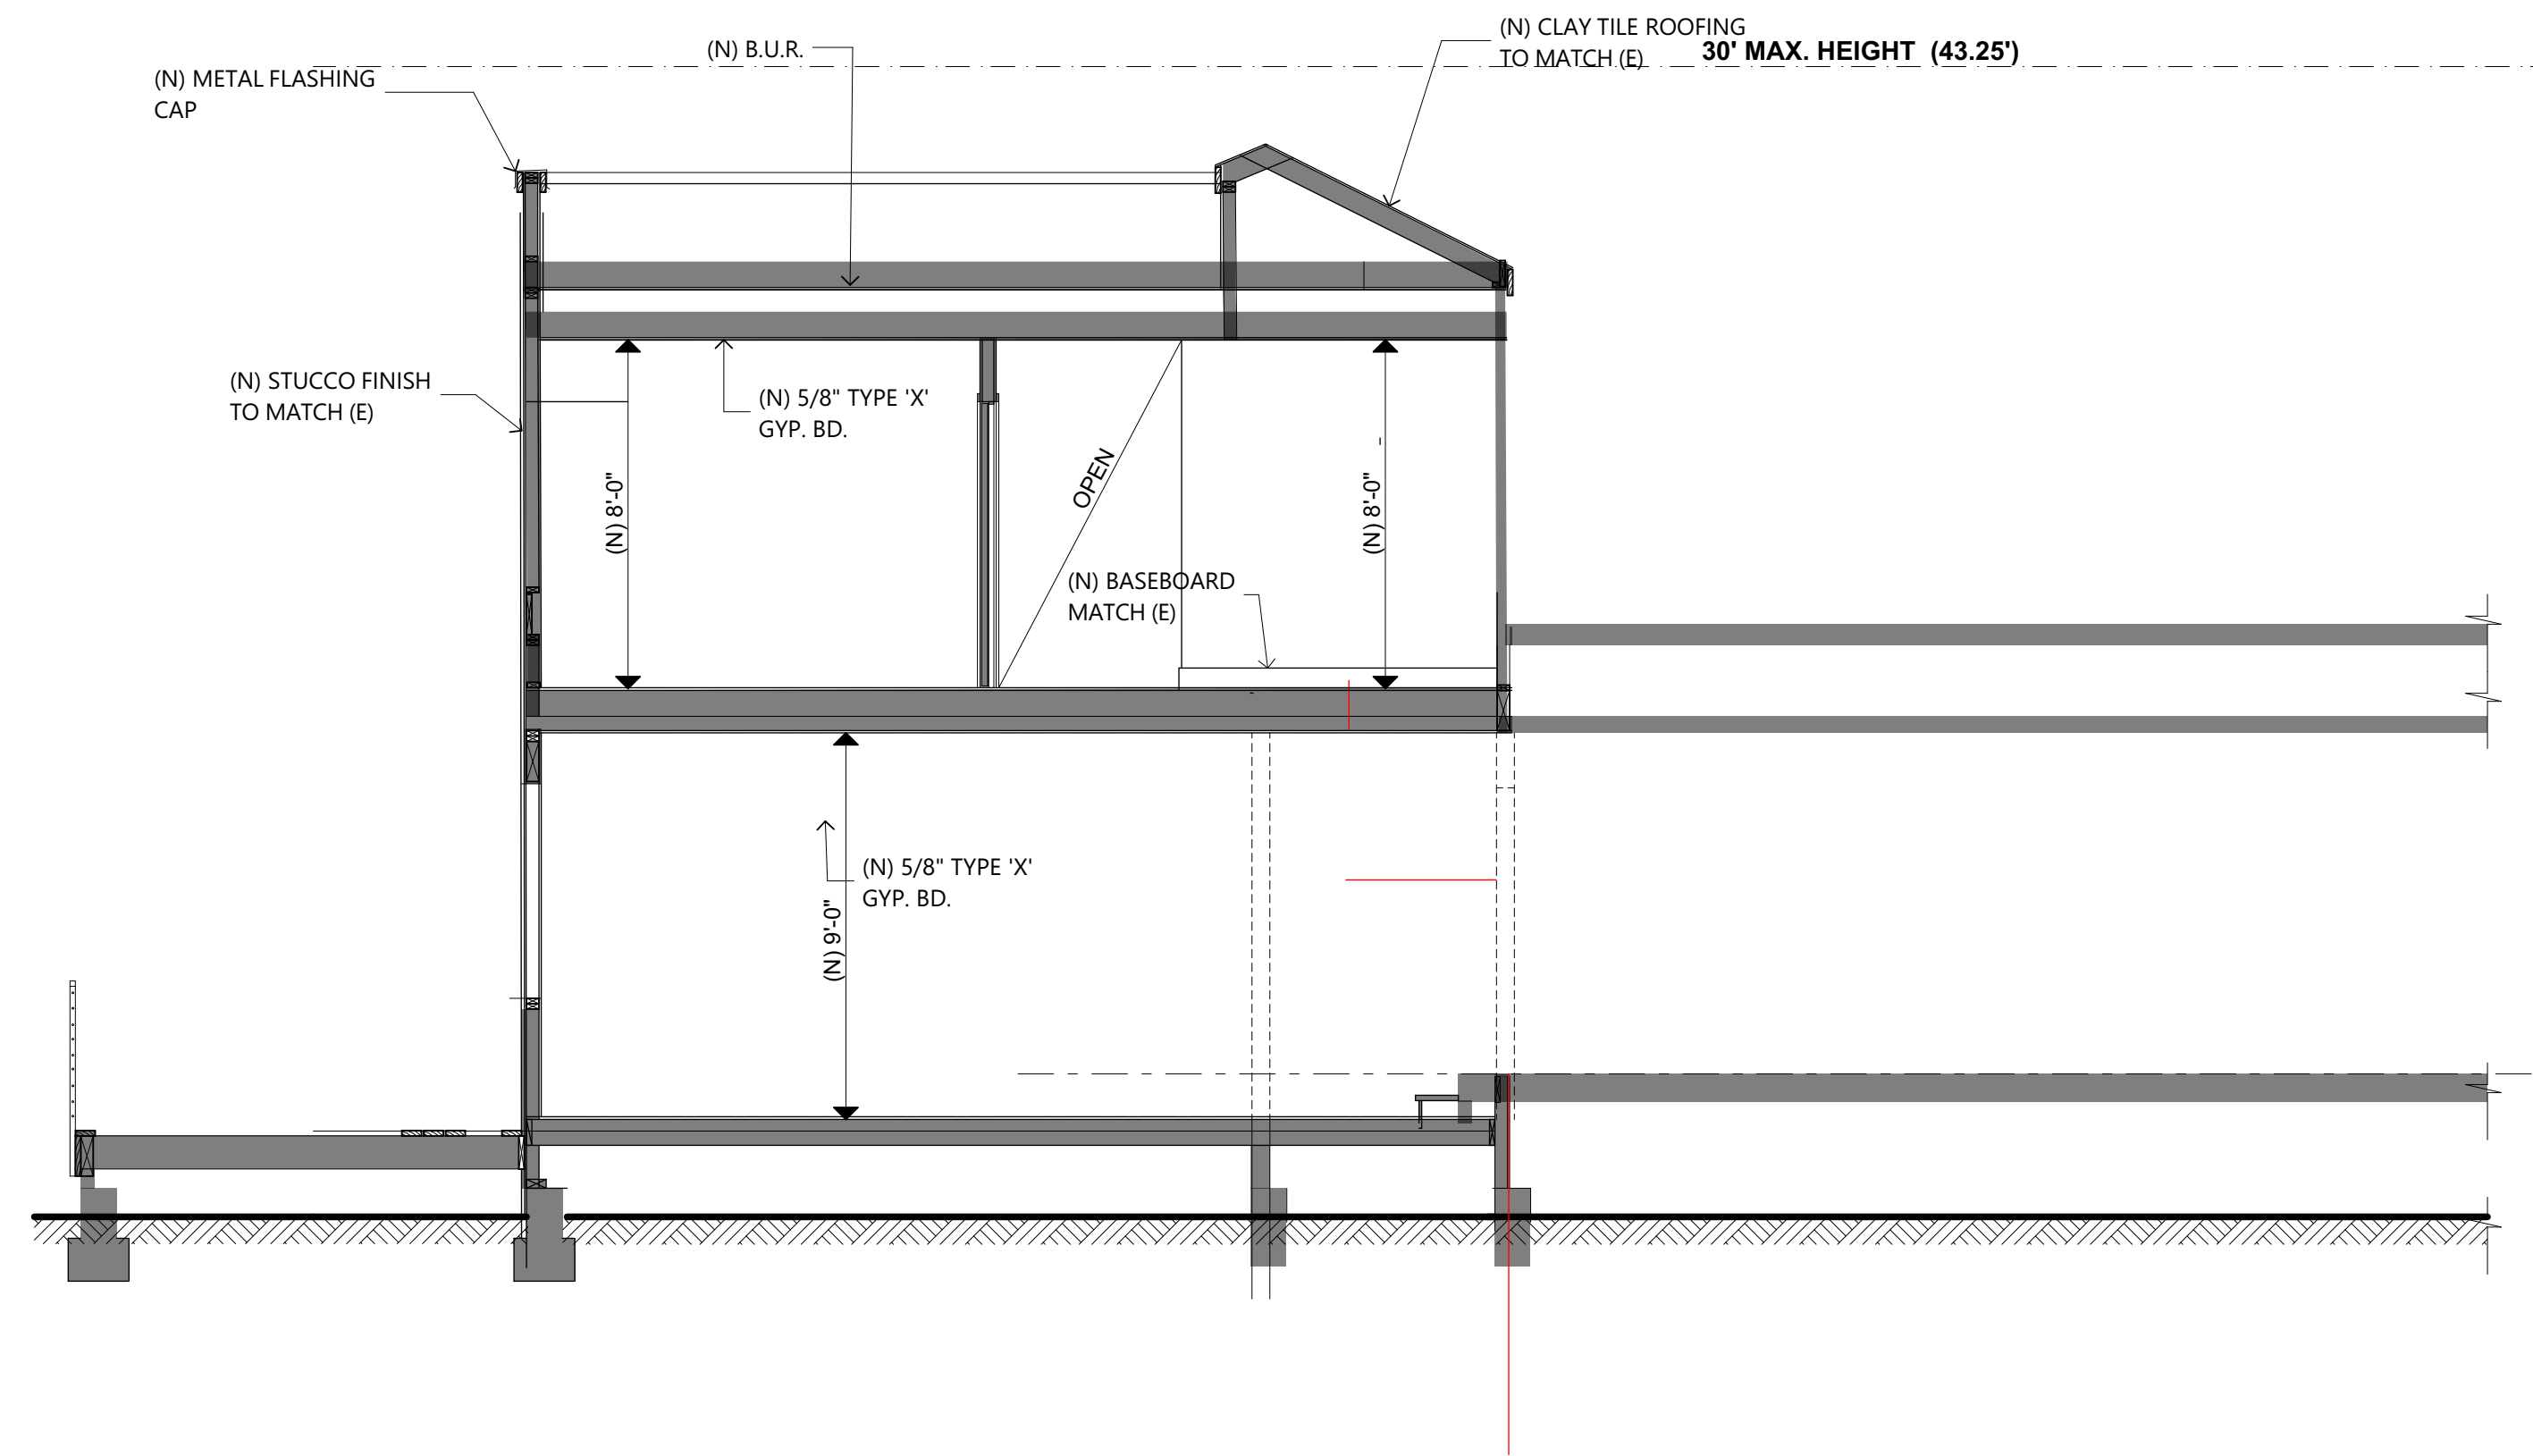 (N) CLAY TILE ROOFING
TO MATCH (E)
30' MAX. HEIGHT  (43.25')
(N) B.U.R.
(N) METAL FLASHING
CAP
(N) STUCCO FINISH
TO MATCH (E)
(N) 5/8" TYPE 'X'
GYP. BD.
(N) 8'-0"
OPEN
(N) 8'-0"
(N) BASEBOARD
MATCH (E)
(N) 5/8" TYPE 'X'
GYP. BD.
(N) 9'-0"